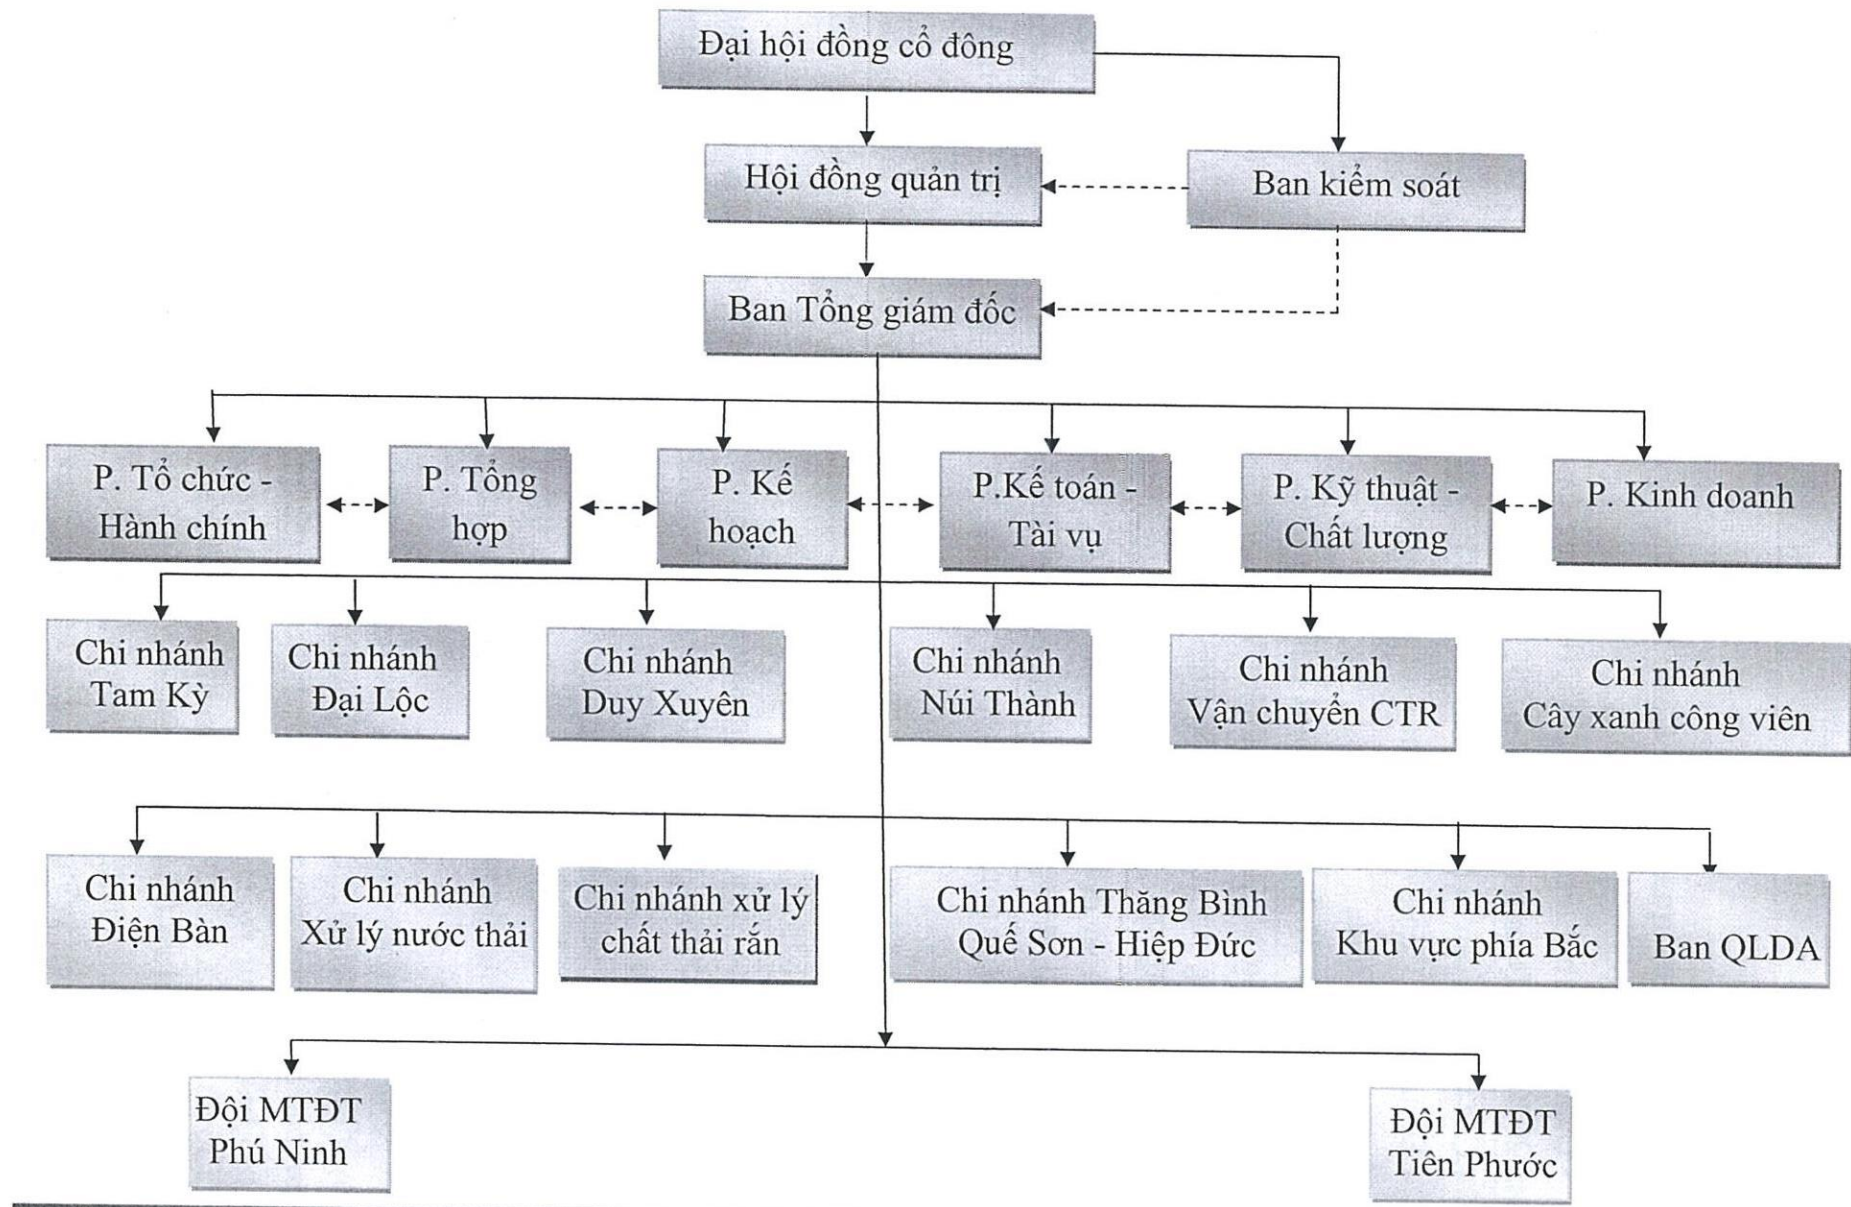 Đại hội đồng cổ đông
Hội đồng quản trị
Ban kiểm soát
Ban Tổng giám đốc
P. Tổ chức -
Hành chính
P. Tổng
hợp
P. Kế
hoạch
P.Kế toán -
Tài vụ
P. Kỹ thuật -
Chất lượng
P. Kinh doanh
Chi nhánh
Tam Kỳ
Chi nhánh
Đại Lộc
Chi nhánh
Duy Xuyên
Chi nhánh
Núi Thành
Chi nhánh
Vận chuyển CTR
Chi nhánh
Cây xanh công viên
Chi nhánh
Điện Bàn
Chi nhánh
Xử lý nước thải
Chi nhánh xử lý
chất thải rắn
Chi nhánh Thăng Bình
Quế Sơn - Hiệp Đức
Chi nhánh
Khu vực phía Bắc
Ban QLDA
Đội MTĐT
Phú Ninh
Đội MTĐT
Tiên Phước